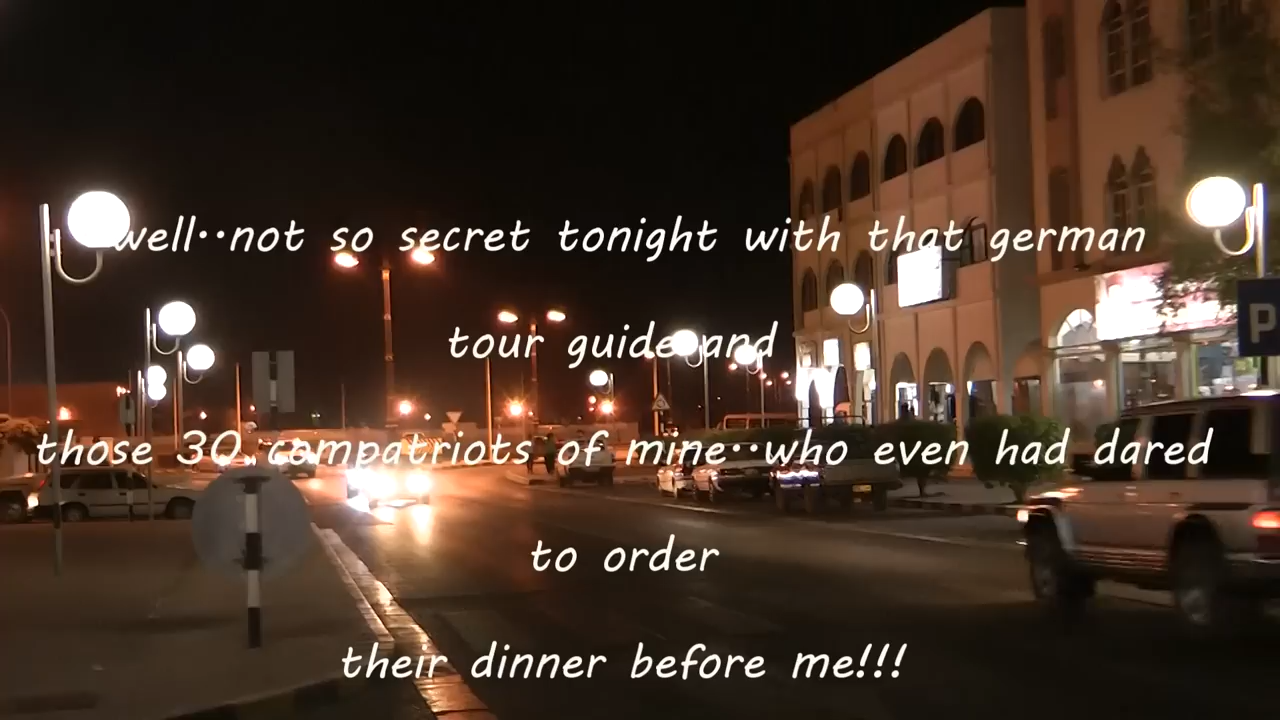 well..not so secret tonight with that german
tour guide and
those 30 compatriots of mine..who even had dared
to order
their dinner before me!!!
P